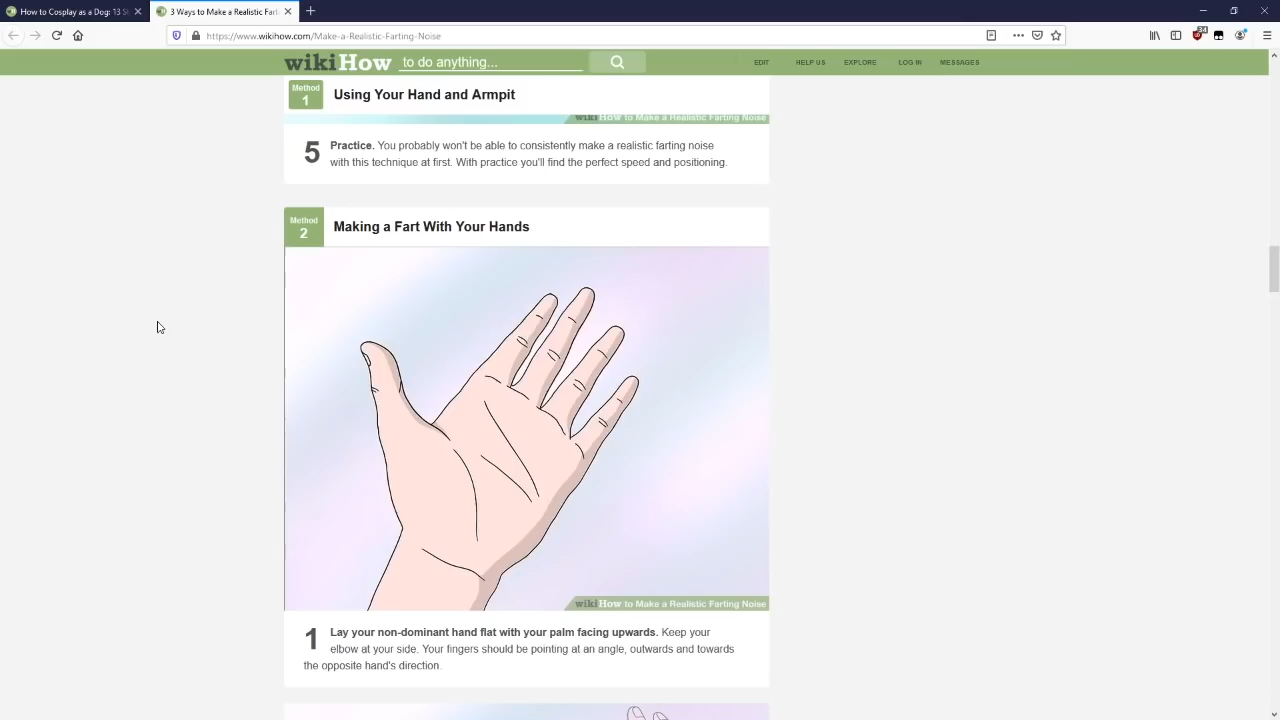 How to Cosplay as a Dog: 13 St
3 Ways to Make a Realistic Fart
https://www.wikihow.com/Make-a-Realistic-Farting-Noise
wikiHow to do anything...
EDIT HELP US EXPLORE LOG IN MESSAGES
Method
1
Using Your Hand and Armpit
wikiHow to Make a Realistic Farting Noise
5 Practice. You probably won't be able to consistently make a realistic farting noise
with this technique at first. With practice you'll find the perfect speed and positioning.
Method
2
Making a Fart With Your Hands
wikiHow to Make a Realistic Farting Noise
1 Lay your non-dominant hand flat with your palm facing upwards. Keep your
elbow at your side. Your fingers should be pointing at an angle, outwards and towards
the opposite hand's direction.